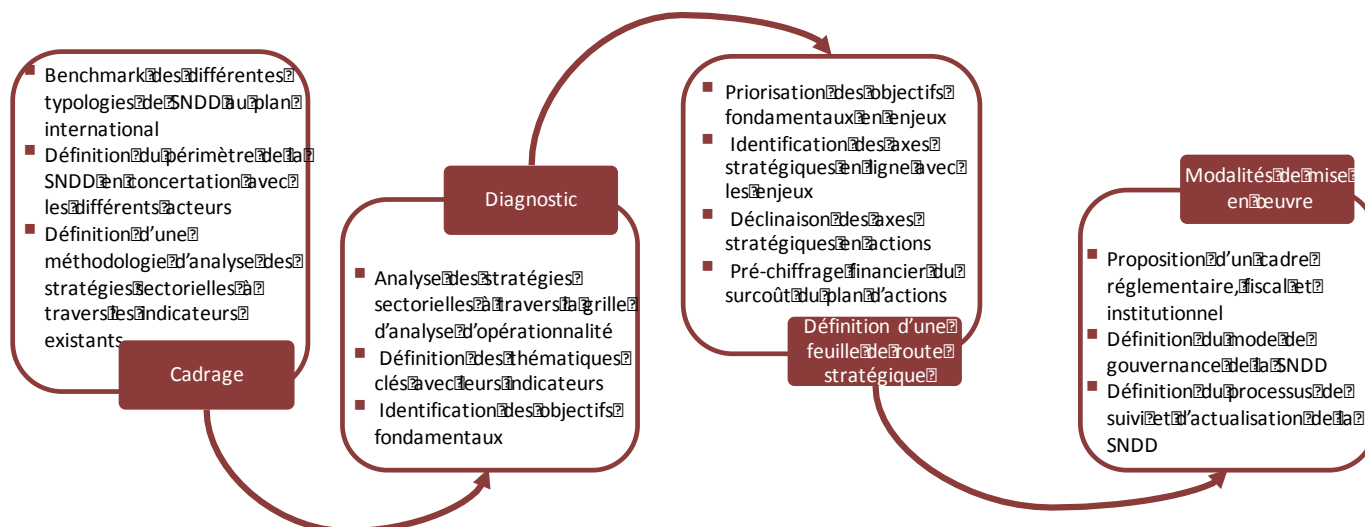 Benchmark des différentes
typologies de SNDD au plan
international
Définition du périmètre de la
SNDD en concertation avec
les différents acteurs
Définition d'une
méthodologie d'analyse des
stratégies sectorielles à
travers les indicateurs
existants
Cadrage
Diagnostic
Analyse des stratégies
sectorielles à travers la grille
d'analyse d'opérationnalité
Définition des thématiques
clés avec leurs indicateurs
Identification des objectifs
fondamentaux
Priorisation des objectifs
fondamentaux en enjeux
Identification des axes
stratégiques en ligne avec
les enjeux
Déclinaison des axes
stratégiques en actions
Pré-chiffrage financier du
surcoût du plan d'actions
Définition d'une
feuille de route
stratégique
Modalités de mise
en œuvre
Proposition d'un cadre
réglementaire, fiscal et
institutionnel
Définition du mode de
gouvernance de la SNDD
Définition du processus de
suivi et d'actualisation de la
SNDD